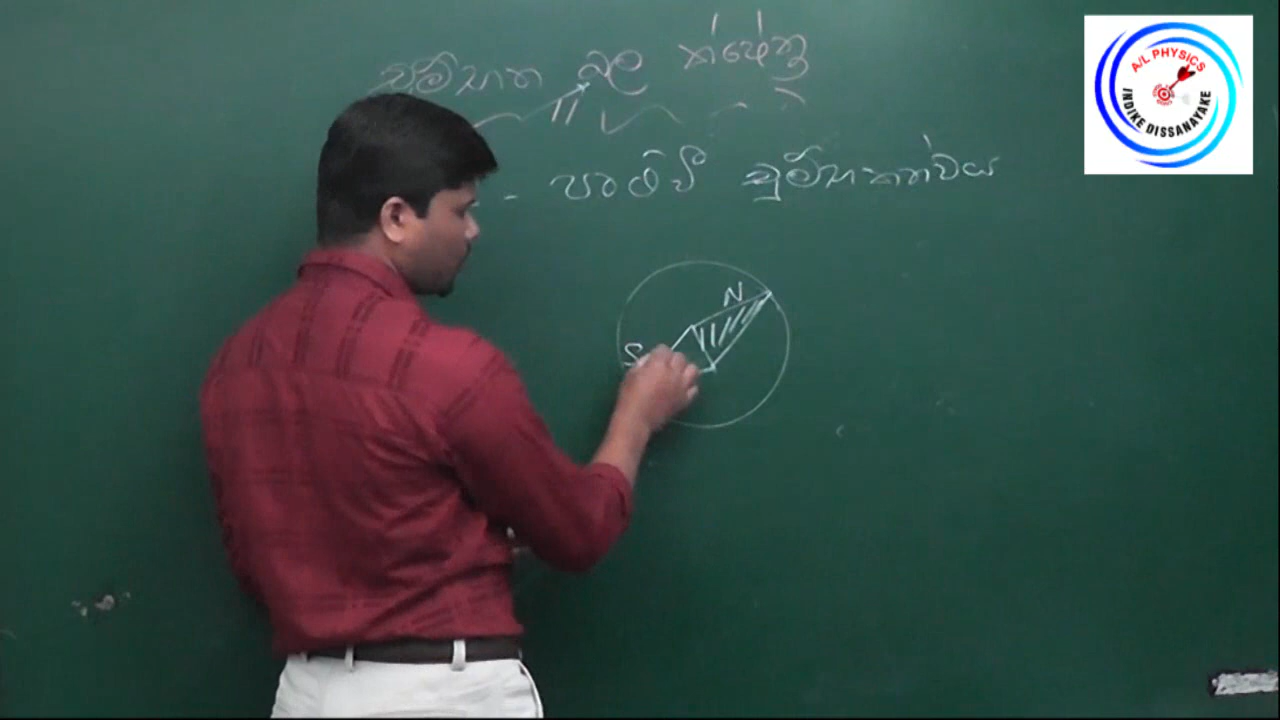 චුම්භක බල ක්ෂේත්‍ර
- පාථිවි චුම්භකත්වය
N
S
A/L PHYSICS
INDIKE DISSANAYAKE